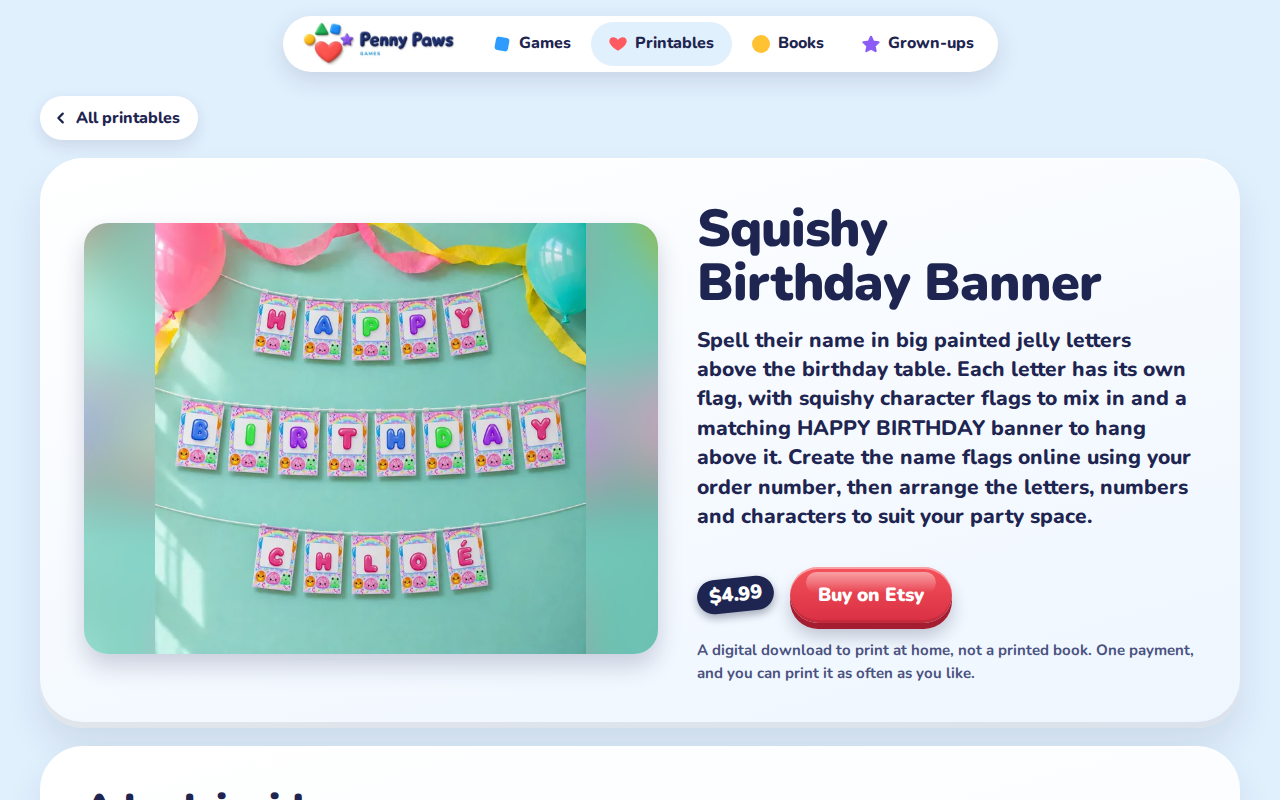 Penny Paws
GAMES
Games
Printables
Books
Grown-ups
All printables
HAPPY
BIRTHDAY
CHLOÉ
Squishy
Birthday Banner
Spell their name in big painted jelly letters
above the birthday table. Each letter has its own
flag, with squishy character flags to mix in and a
matching HAPPY BIRTHDAY banner to hang
above it. Create the name flags online using your
order number, then arrange the letters, numbers
and characters to suit your party space.
$4.99
Buy on Etsy
A digital download to print at home, not a printed book. One payment,
and you can print it as often as you like.